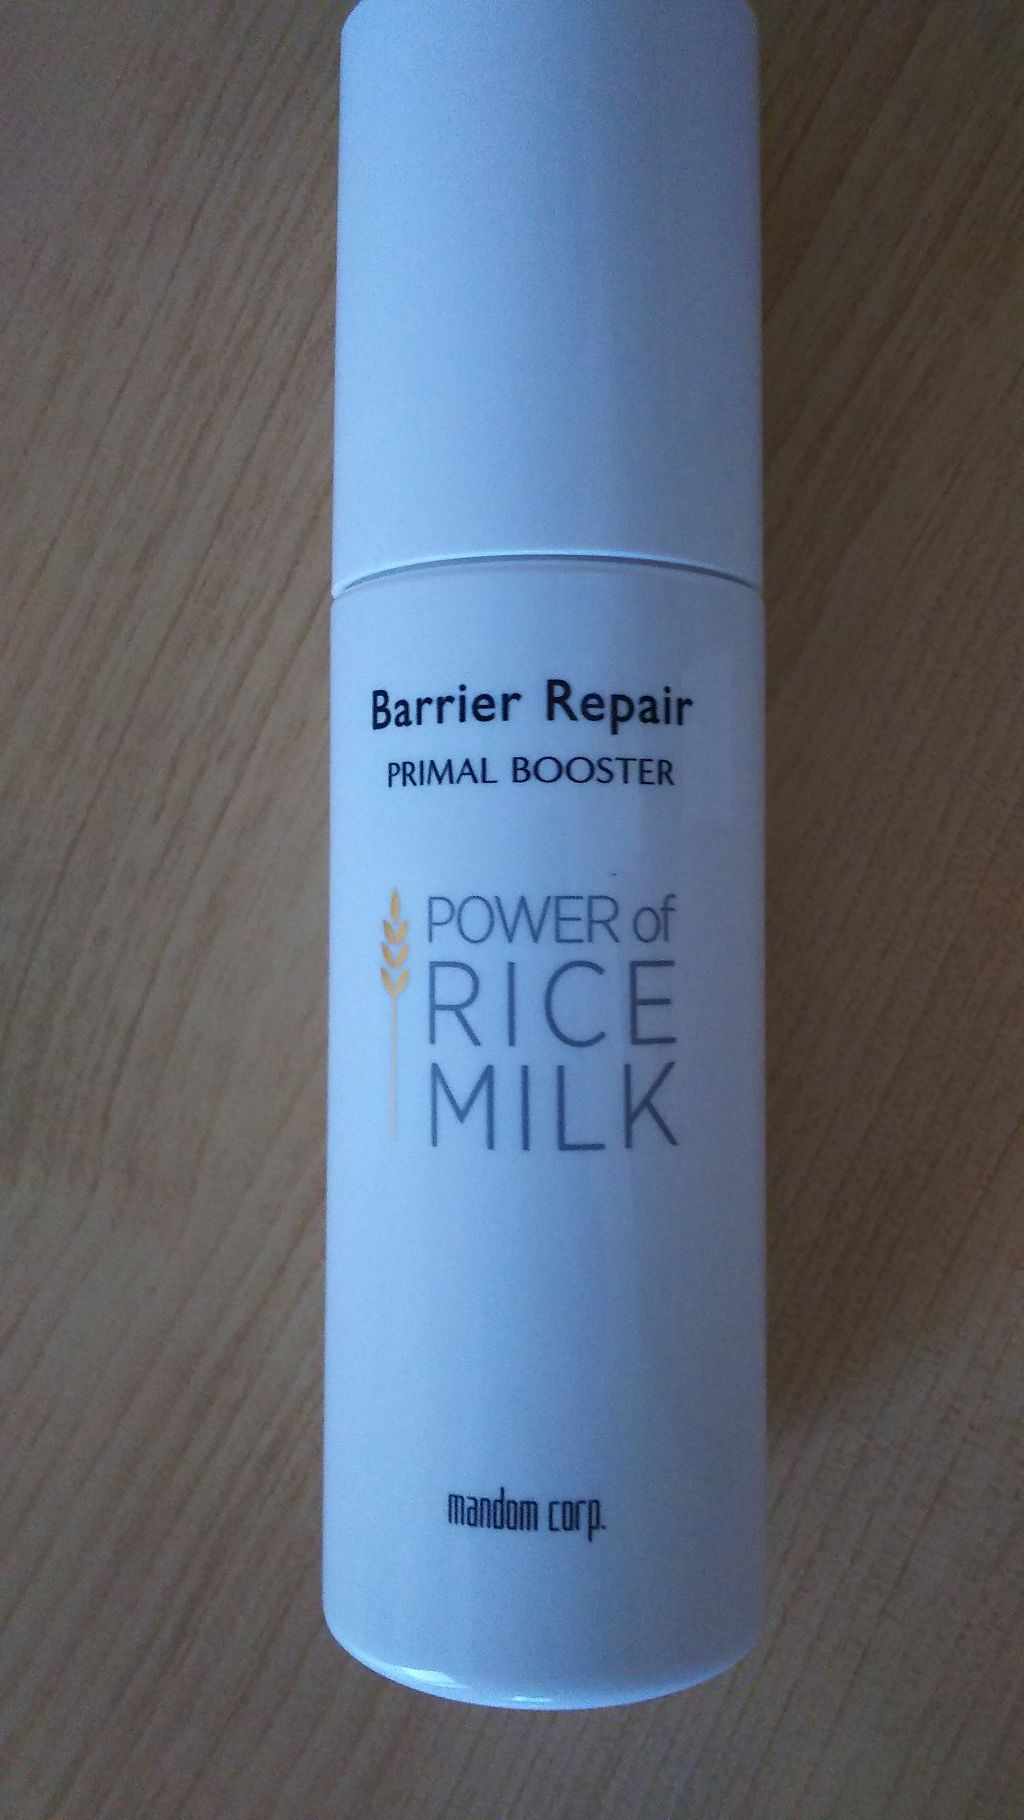 Barrier Repair
PRIMAL BOOSTER
POWER of
RICE
MILK
mandom corp.